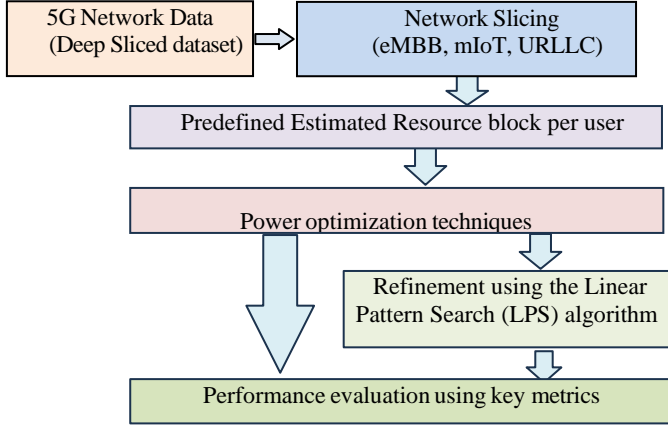 5G Network Data
(Deep Sliced dataset)
Network Slicing
(eMBB, mIoT, URLLC)
Predefined Estimated Resource block per user
Power optimization techniques
Refinement using the Linear
Pattern Search (LPS) algorithm
Performance evaluation using key metrics